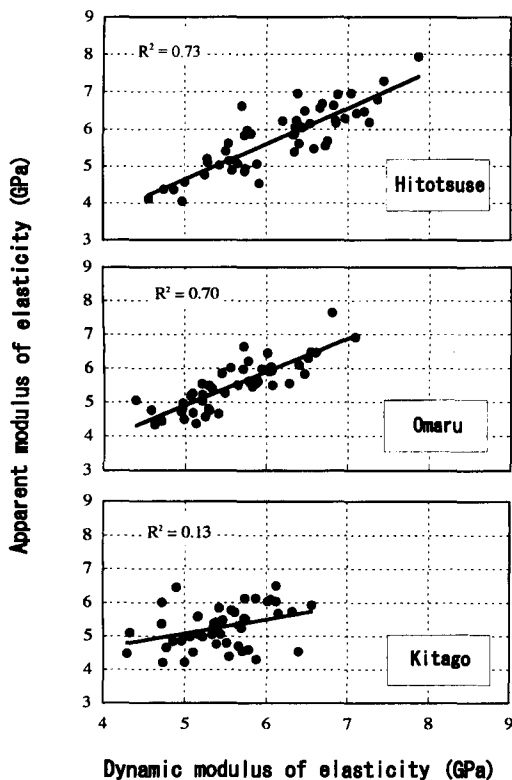 9
8
7
6
5
4
3
R² = 0.73
Hitotsuse
9
8
7
6
5
4
3
R² = 0.70
Omaru
9
8
7
6
5
4
3
R² = 0.13
Kitago
4 5 6 7 8 9
Apparent modulus of elasticity (GPa)
Dynamic modulus of elasticity (GPa)